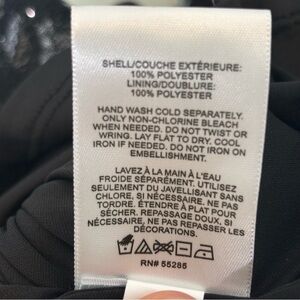 SHELL/COUCHE EXTÉRIEURE:
100% POLYESTER
LINING/DOUBLURE:
100% POLYESTER
HAND WASH COLD SEPARATELY.
ONLY NON-CHLORINE BLEACH
WHEN NEEDED. DO NOT TWIST OR
WRING. LAY FLAT TO DRY. COOL
IRON IF NEEDED. DO NOT IRON ON
EMBELLISHMENT.
LAVEZ À LA MAIN À L'EAU
FROIDE SÉPARÉMENT. UTILISEZ
SEULEMENT DU JAVELLISANT SANS
CHLORE, SI NÉCESSAIRE. NE PAS
TORDRE. ÉTENDRE À PLAT POUR
SÉCHER. REPASSAGE DOUX, SI
NÉCESSAIRE, NE PAS REPASSER LES
DÉCORATIONS.
RN# 55285